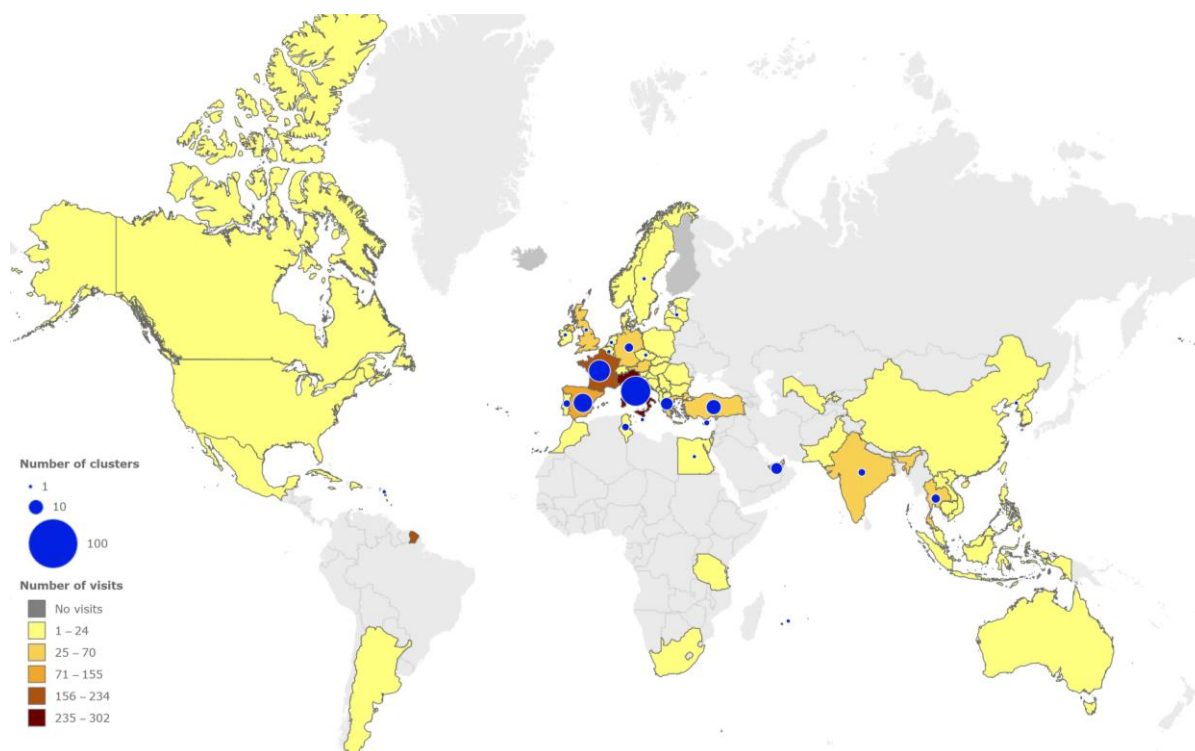 Number of clusters
1
10
100
Number of visits
No visits
1 – 24
25 – 70
71 – 155
156 – 234
235 – 302